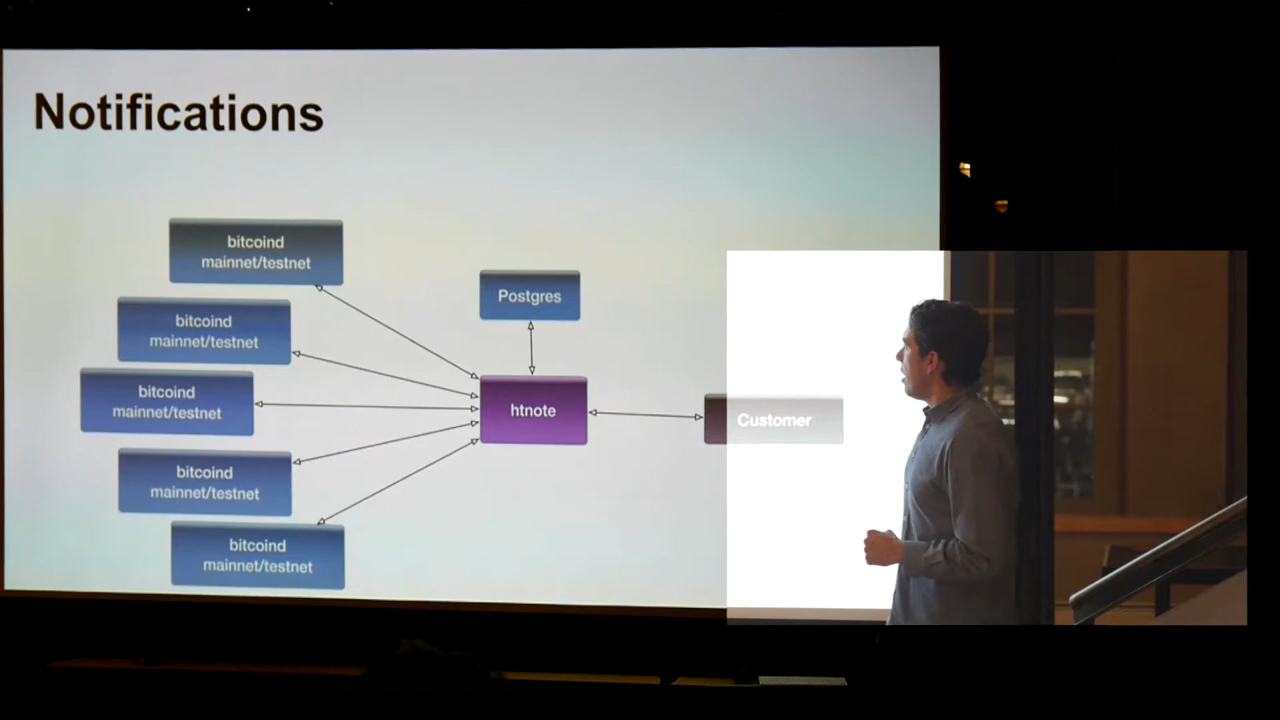 Notifications
bitcoind
mainnet/testnet
bitcoind
mainnet/testnet
bitcoind
mainnet/testnet
bitcoind
mainnet/testnet
bitcoind
mainnet/testnet
Postgres
htnote
Customer